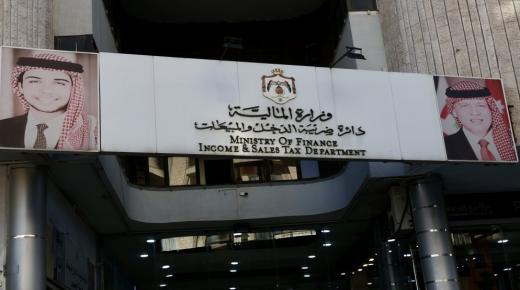 وزارة المالية
دائرة ضريبة الدخل والمبيعات
MINISTRY OF FINANCE
INCOME & SALES TAX DEPARTMENT